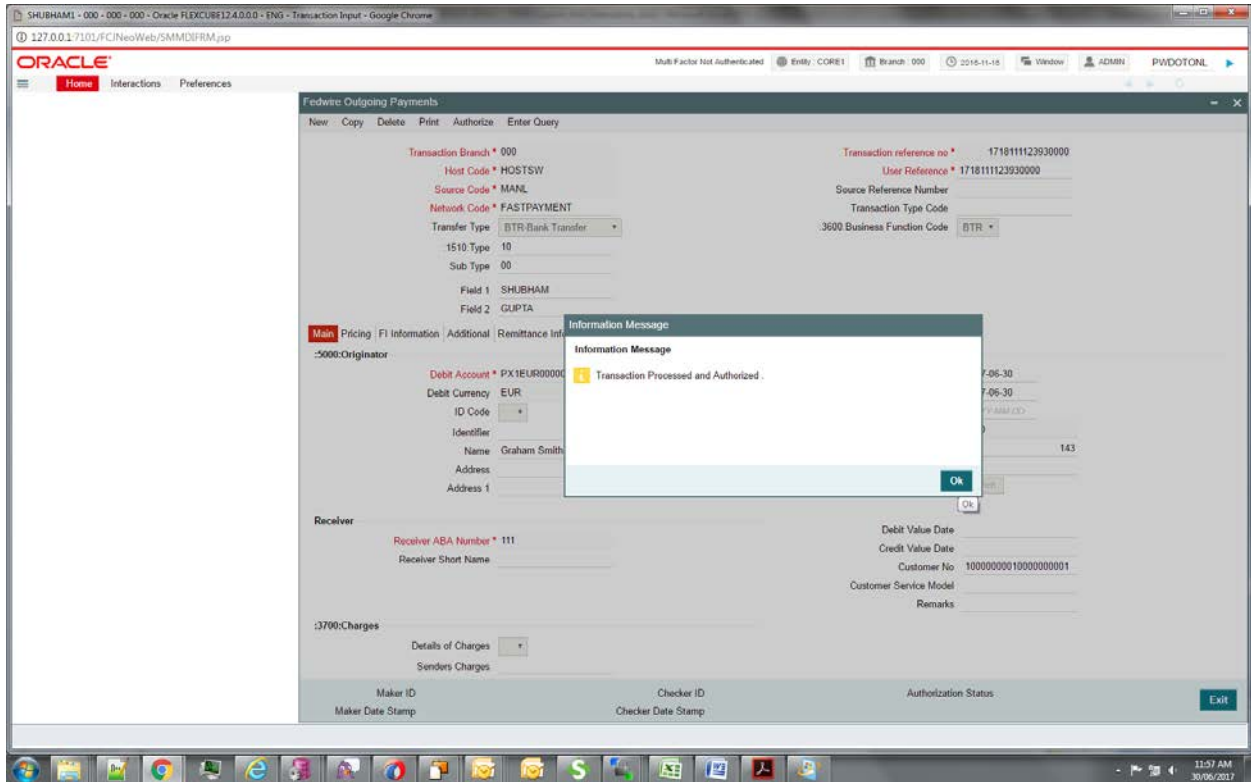 SHUBHAM1 - 000 - 000 - 000 - Oracle FLEXCUBE12.4.0.0.0 - ENG - Transaction Input - Google Chrome
127.0.0.1:7101/FCJNeoWeb/SMMDIFRM.jsp
ORACLE
Multi Factor Not Authenticated Entity : CORE1 Branch : 000 2016-11-16 Window ADMIN PWDOTONL
Home Interactions Preferences
Fedwire Outgoing Payments
New Copy Delete Print Authorize Enter Query
Transaction Branch * 000
Transaction reference no * 1718111123930000
Host Code * HOSTSW
User Reference * 1718111123930000
Source Code * MANL
Source Reference Number
Network Code * FASTPAYMENT
Transaction Type Code
Transfer Type BTR-Bank Transfer
:3600:Business Function Code BTR
1510 Type 10
Sub Type 00
Field 1 SHUBHAM
Field 2 GUPTA
Main Pricing FI Information Additional Remittance Inf
:5000:Originator
Debit Account * PX1EUR00000
Debit Currency EUR
ID Code
Identifier
Name Graham Smith
Address
Address 1
Information Message
Information Message
Transaction Processed and Authorized .
Ok
Ok
7-06-30
7-06-30
143
Receiver
Receiver ABA Number * 111
Receiver Short Name
Debit Value Date
Credit Value Date
Customer No 10000000010000000001
Customer Service Model
Remarks
:3700:Charges
Details of Charges
Senders Charges
Maker ID
Checker ID
Authorization Status
Maker Date Stamp
Checker Date Stamp
Exit
11:57 AM
30/06/2017